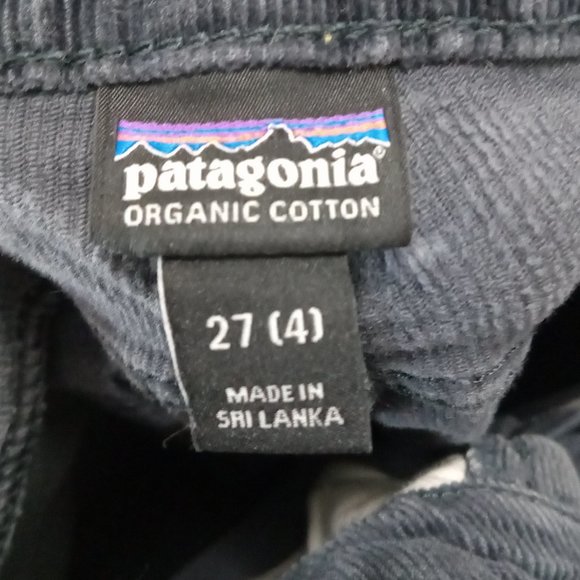 patagonia®
ORGANIC COTTON
27 (4)
MADE IN
SRI LANKA